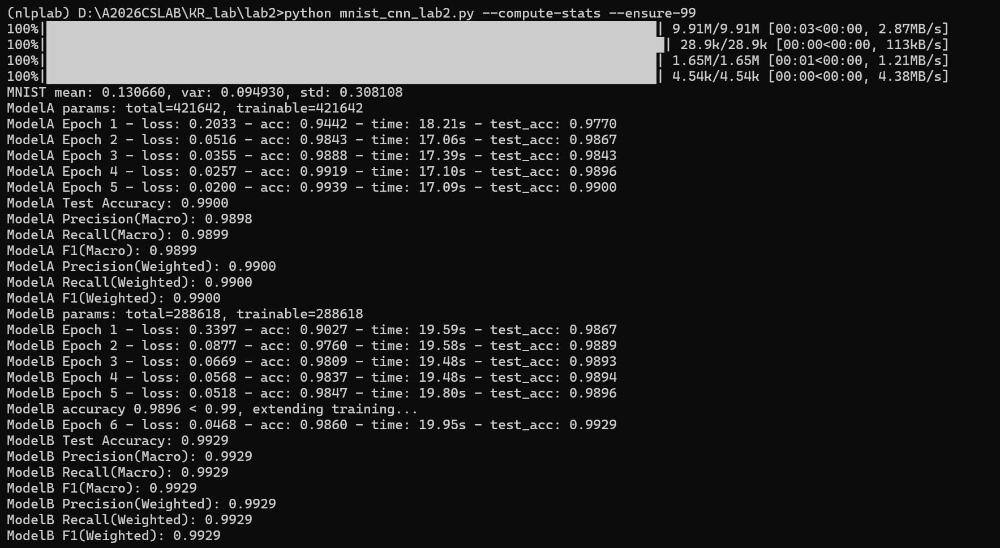 (nlplab) D:\A2026CSLAB\KR_lab\lab2>python mnist_cnn_lab2.py --compute-stats --ensure-99
100%|| 9.91M/9.91M [00:03<00:00, 2.87MB/s]
100%|| 28.9k/28.9k [00:00<00:00, 113kB/s]
100%|| 1.65M/1.65M [00:01<00:00, 1.21MB/s]
100%|| 4.54k/4.54k [00:00<00:00, 4.38MB/s]
MNIST mean: 0.130660, var: 0.094930, std: 0.308108
ModelA params: total=421642, trainable=421642
ModelA Epoch 1 - loss: 0.2033 - acc: 0.9442 - time: 18.21s - test_acc: 0.9770
ModelA Epoch 2 - loss: 0.0516 - acc: 0.9843 - time: 17.06s - test_acc: 0.9867
ModelA Epoch 3 - loss: 0.0355 - acc: 0.9888 - time: 17.39s - test_acc: 0.9843
ModelA Epoch 4 - loss: 0.0257 - acc: 0.9919 - time: 17.10s - test_acc: 0.9896
ModelA Epoch 5 - loss: 0.0200 - acc: 0.9939 - time: 17.09s - test_acc: 0.9900
ModelA Test Accuracy: 0.9900
ModelA Precision(Macro): 0.9898
ModelA Recall(Macro): 0.9899
ModelA F1(Macro): 0.9899
ModelA Precision(Weighted): 0.9900
ModelA Recall(Weighted): 0.9900
ModelA F1(Weighted): 0.9900
ModelB params: total=288618, trainable=288618
ModelB Epoch 1 - loss: 0.3397 - acc: 0.9027 - time: 19.59s - test_acc: 0.9867
ModelB Epoch 2 - loss: 0.0877 - acc: 0.9760 - time: 19.58s - test_acc: 0.9889
ModelB Epoch 3 - loss: 0.0669 - acc: 0.9809 - time: 19.48s - test_acc: 0.9893
ModelB Epoch 4 - loss: 0.0568 - acc: 0.9837 - time: 19.48s - test_acc: 0.9894
ModelB Epoch 5 - loss: 0.0518 - acc: 0.9847 - time: 19.80s - test_acc: 0.9896
ModelB accuracy 0.9896 < 0.99, extending training...
ModelB Epoch 6 - loss: 0.0468 - acc: 0.9860 - time: 19.95s - test_acc: 0.9929
ModelB Test Accuracy: 0.9929
ModelB Precision(Macro): 0.9929
ModelB Recall(Macro): 0.9929
ModelB F1(Macro): 0.9929
ModelB Precision(Weighted): 0.9929
ModelB Recall(Weighted): 0.9929
ModelB F1(Weighted): 0.9929